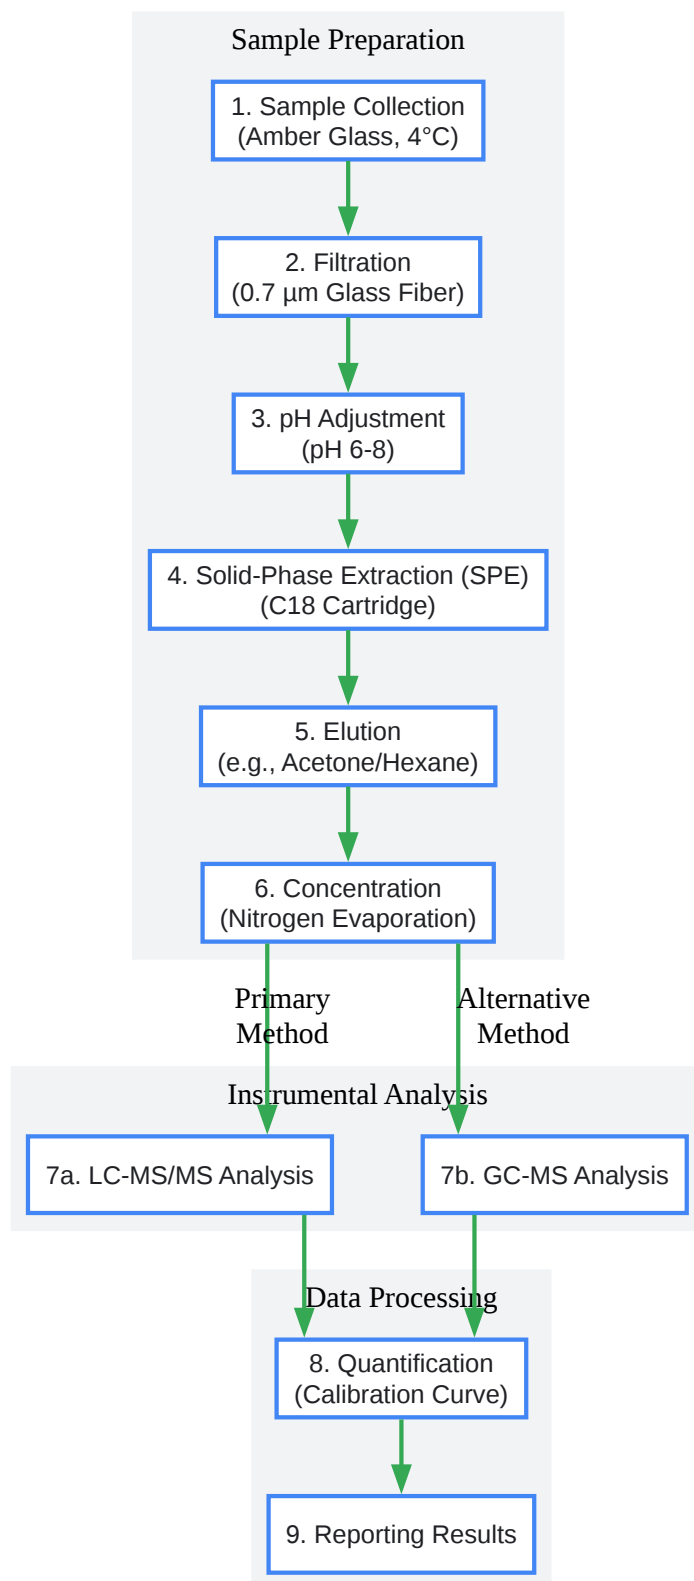 Sample Preparation
1. Sample Collection
(Amber Glass, 4°C)
2. Filtration
(0.7 µm Glass Fiber)
3. pH Adjustment
(pH 6-8)
4. Solid-Phase Extraction (SPE)
(C18 Cartridge)
5. Elution
(e.g., Acetone/Hexane)
6. Concentration
(Nitrogen Evaporation)
Primary
Method
Alternative
Method
Instrumental Analysis
7a. LC-MS/MS Analysis
7b. GC-MS Analysis
Data Processing
8. Quantification
(Calibration Curve)
9. Reporting Results